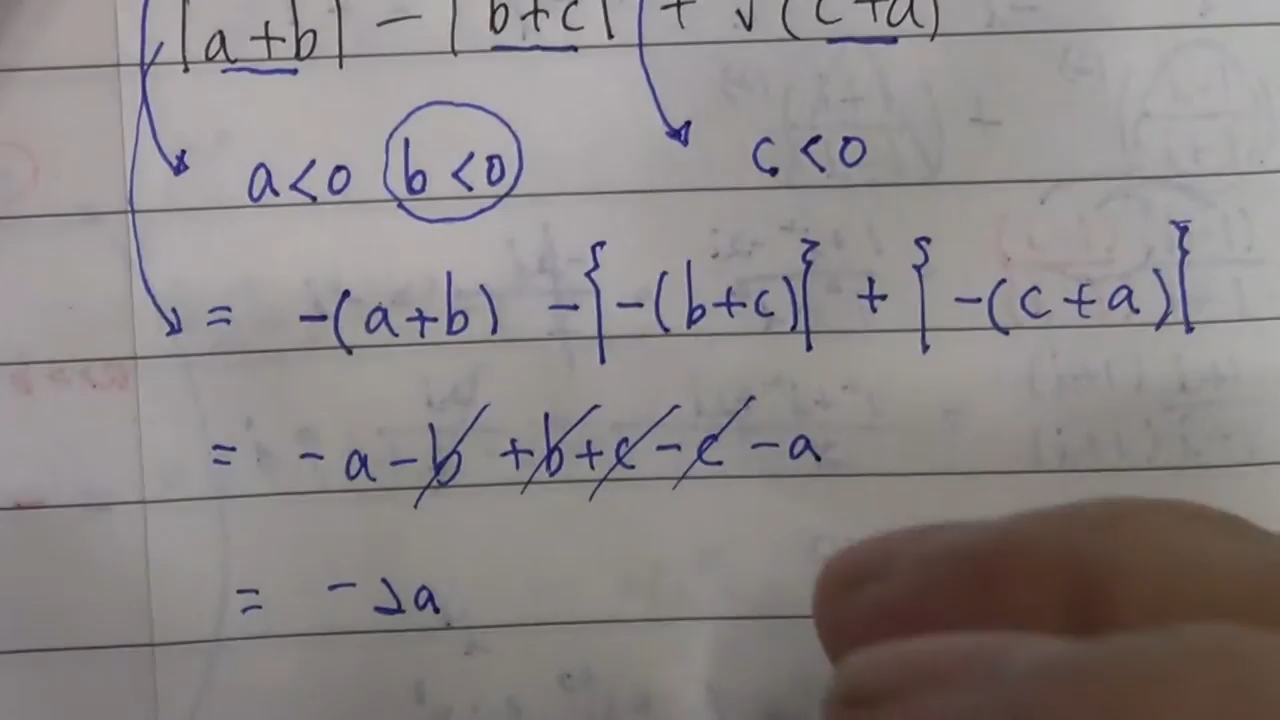 |a+b| - |b+c| + √(c+a)
a<0 b<0 c<0
= -(a+b) -{-(b+c)} + {-(c+a)}
= -a-b+b+c-c-a
= -2a